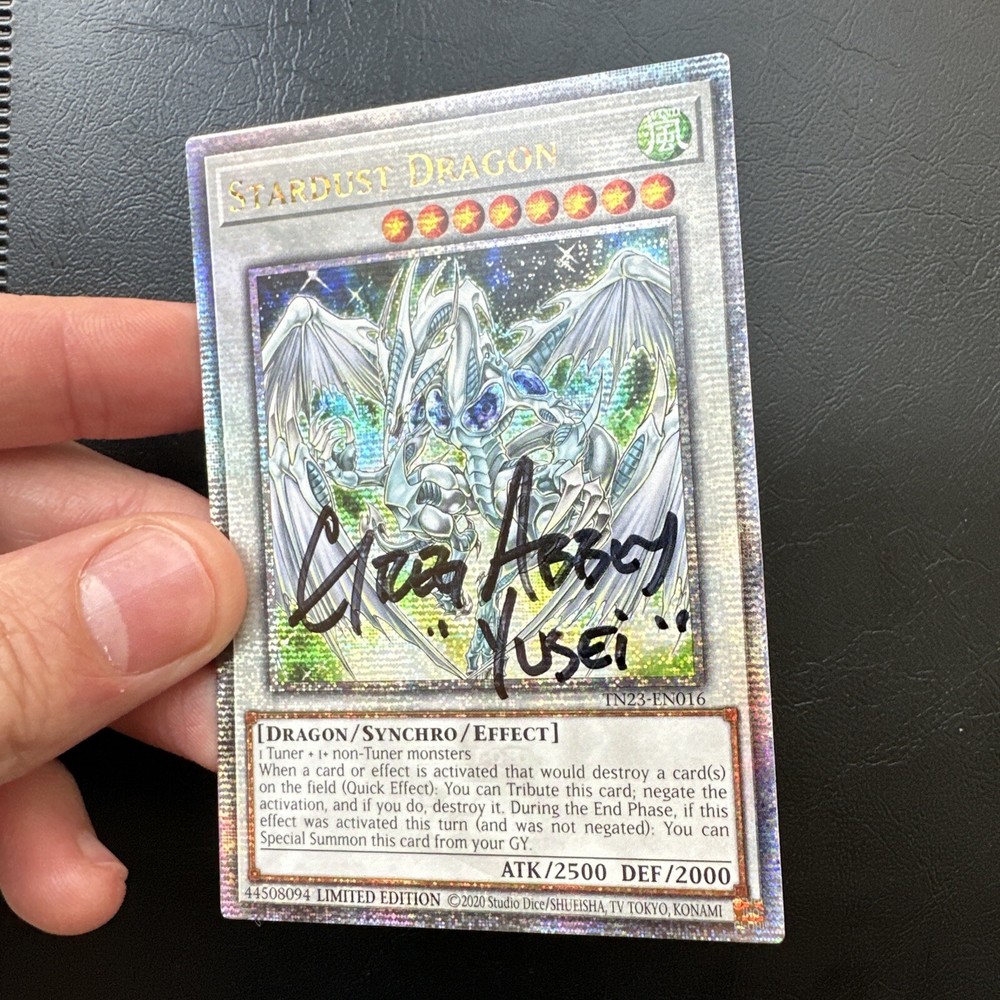 STARDUST DRAGON
嵐
Greg Abbey
"Yusei"
TN23-EN016
[DRAGON/SYNCHRO/EFFECT]
1 Tuner + 1+ non-Tuner monsters
When a card or effect is activated that would destroy a card(s)
on the field (Quick Effect): You can Tribute this card; negate the
activation, and if you do, destroy it. During the End Phase, if this
effect was activated this turn (and was not negated): You can
Special Summon this card from your GY.
ATK/2500 DEF/2000
44508094 LIMITED EDITION ©2020 Studio Dice/SHUEISHA, TV TOKYO, KONAMI